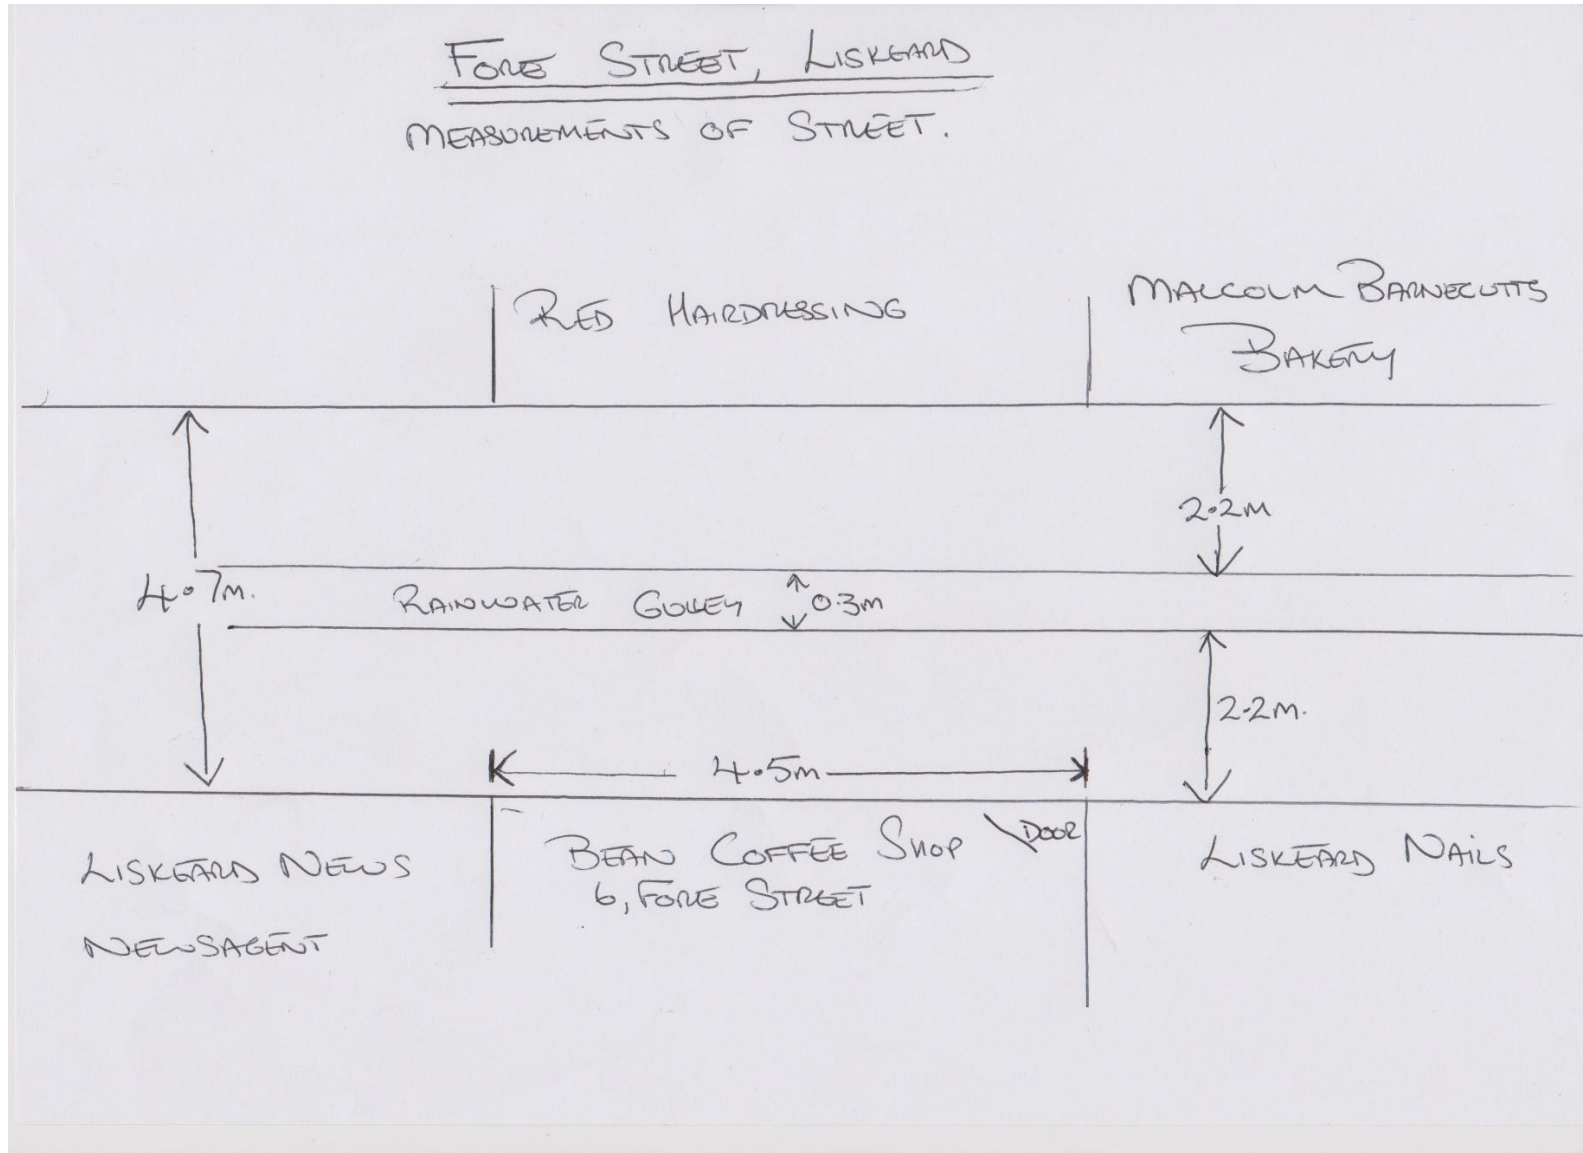 FORE STREET, LISKEARD
MEASUREMENTS OF STREET.
RED HAIRDRESSING
MALCOLM BARNECUTTS
BAKERY
2.2M
4.7M.
RAINWATER GULLEY
0.3M
2.2M.
4.5M
LISKEARD NEWS
NEWSAGENT
BEAN COFFEE SHOP
6, FORE STREET
DOOR
LISKEARD NAILS